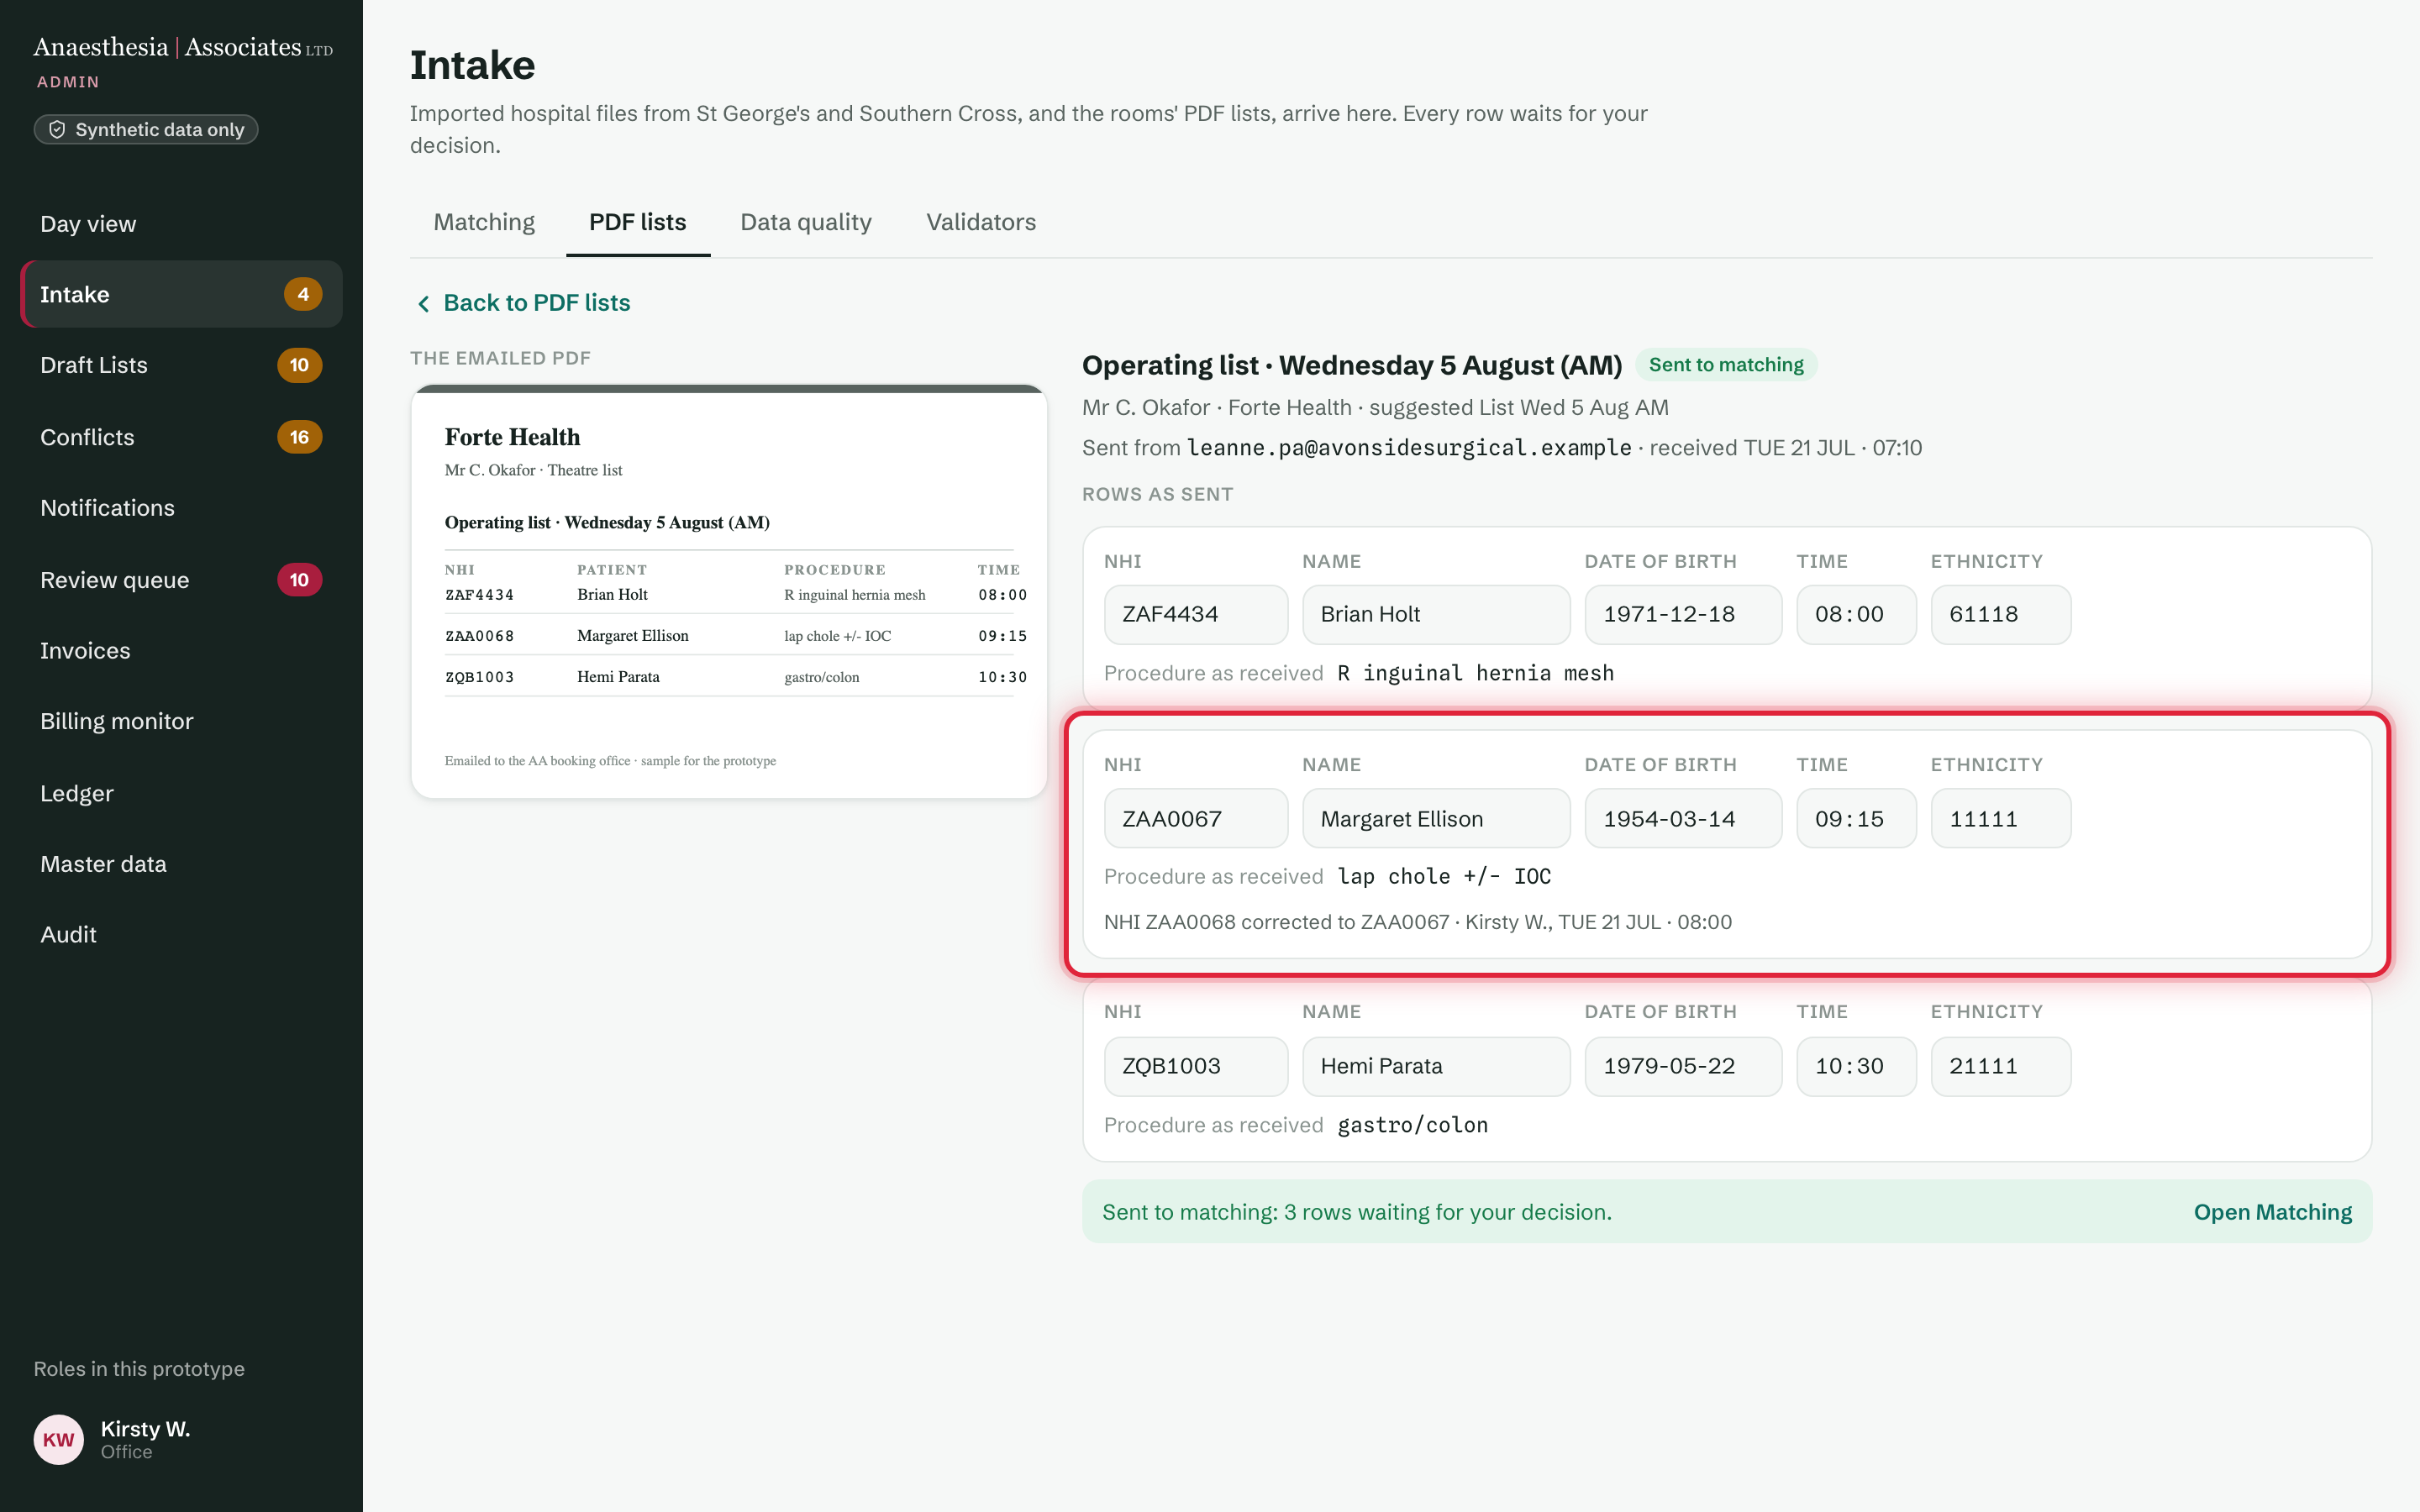 Anaesthesia | Associates LTD
ADMIN
Synthetic data only
Day view
Intake 4
Draft Lists 10
Conflicts 16
Notifications
Review queue 10
Invoices
Billing monitor
Ledger
Master data
Audit
Roles in this prototype
KW
Kirsty W.
Office
Intake
Imported hospital files from St George's and Southern Cross, and the rooms' PDF lists, arrive here. Every row waits for your
decision.
Matching PDF lists Data quality Validators
Back to PDF lists
THE EMAILED PDF
Forte Health
Mr C. Okafor · Theatre list
Operating list · Wednesday 5 August (AM)
NHI PATIENT PROCEDURE TIME
ZAF4434 Brian Holt R inguinal hernia mesh 08:00
ZAA0068 Margaret Ellison lap chole +/- IOC 09:15
ZQB1003 Hemi Parata gastro/colon 10:30
Emailed to the AA booking office · sample for the prototype
Operating list · Wednesday 5 August (AM) Sent to matching
Mr C. Okafor · Forte Health · suggested List Wed 5 Aug AM
Sent from leanne.pa@avonsidesurgical.example · received TUE 21 JUL · 07:10
ROWS AS SENT
NHI NAME DATE OF BIRTH TIME ETHNICITY
ZAF4434 Brian Holt 1971-12-18 08:00 61118
Procedure as received R inguinal hernia mesh
NHI NAME DATE OF BIRTH TIME ETHNICITY
ZAA0067 Margaret Ellison 1954-03-14 09:15 11111
Procedure as received lap chole +/- IOC
NHI ZAA0068 corrected to ZAA0067 · Kirsty W., TUE 21 JUL · 08:00
NHI NAME DATE OF BIRTH TIME ETHNICITY
ZQB1003 Hemi Parata 1979-05-22 10:30 21111
Procedure as received gastro/colon
Sent to matching: 3 rows waiting for your decision. Open Matching